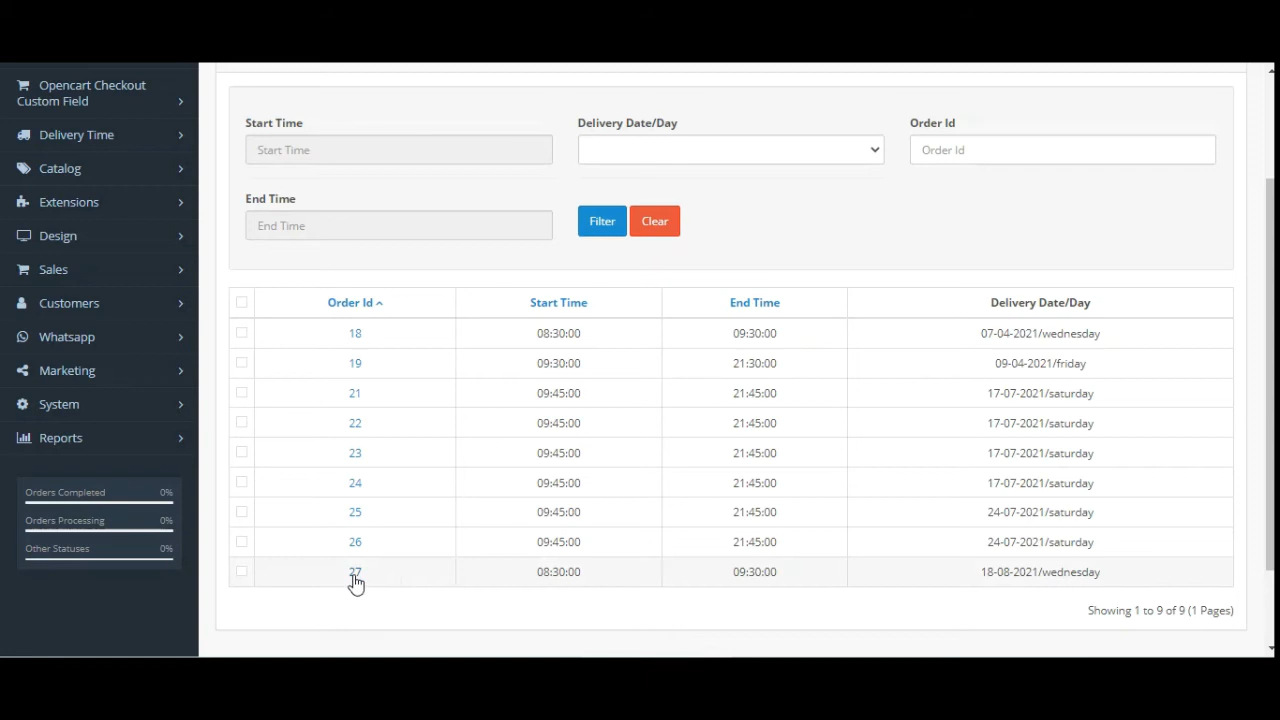 Opencart Checkout
Custom Field
Delivery Time
Catalog
Extensions
Design
Sales
Customers
Whatsapp
Marketing
System
Reports
Orders Completed 0%
Orders Processing 0%
Other Statuses 0%
Start Time Delivery Date/Day Order Id
Start Time Order Id
End Time
End Time Filter Clear
Order Id Start Time End Time Delivery Date/Day
18 08:30:00 09:30:00 07-04-2021/wednesday
19 09:30:00 21:30:00 09-04-2021/friday
21 09:45:00 21:45:00 17-07-2021/saturday
22 09:45:00 21:45:00 17-07-2021/saturday
23 09:45:00 21:45:00 17-07-2021/saturday
24 09:45:00 21:45:00 17-07-2021/saturday
25 09:45:00 21:45:00 24-07-2021/saturday
26 09:45:00 21:45:00 24-07-2021/saturday
27 08:30:00 09:30:00 18-08-2021/wednesday
Showing 1 to 9 of 9 (1 Pages)